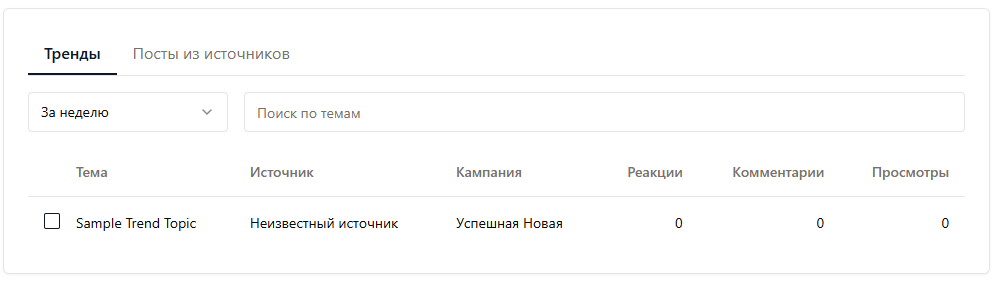 Тренды Посты из источников
За неделю Поиск по темам
Тема Источник Кампания Реакции Комментарии Просмотры
Sample Trend Topic Неизвестный источник Успешная Новая 0 0 0